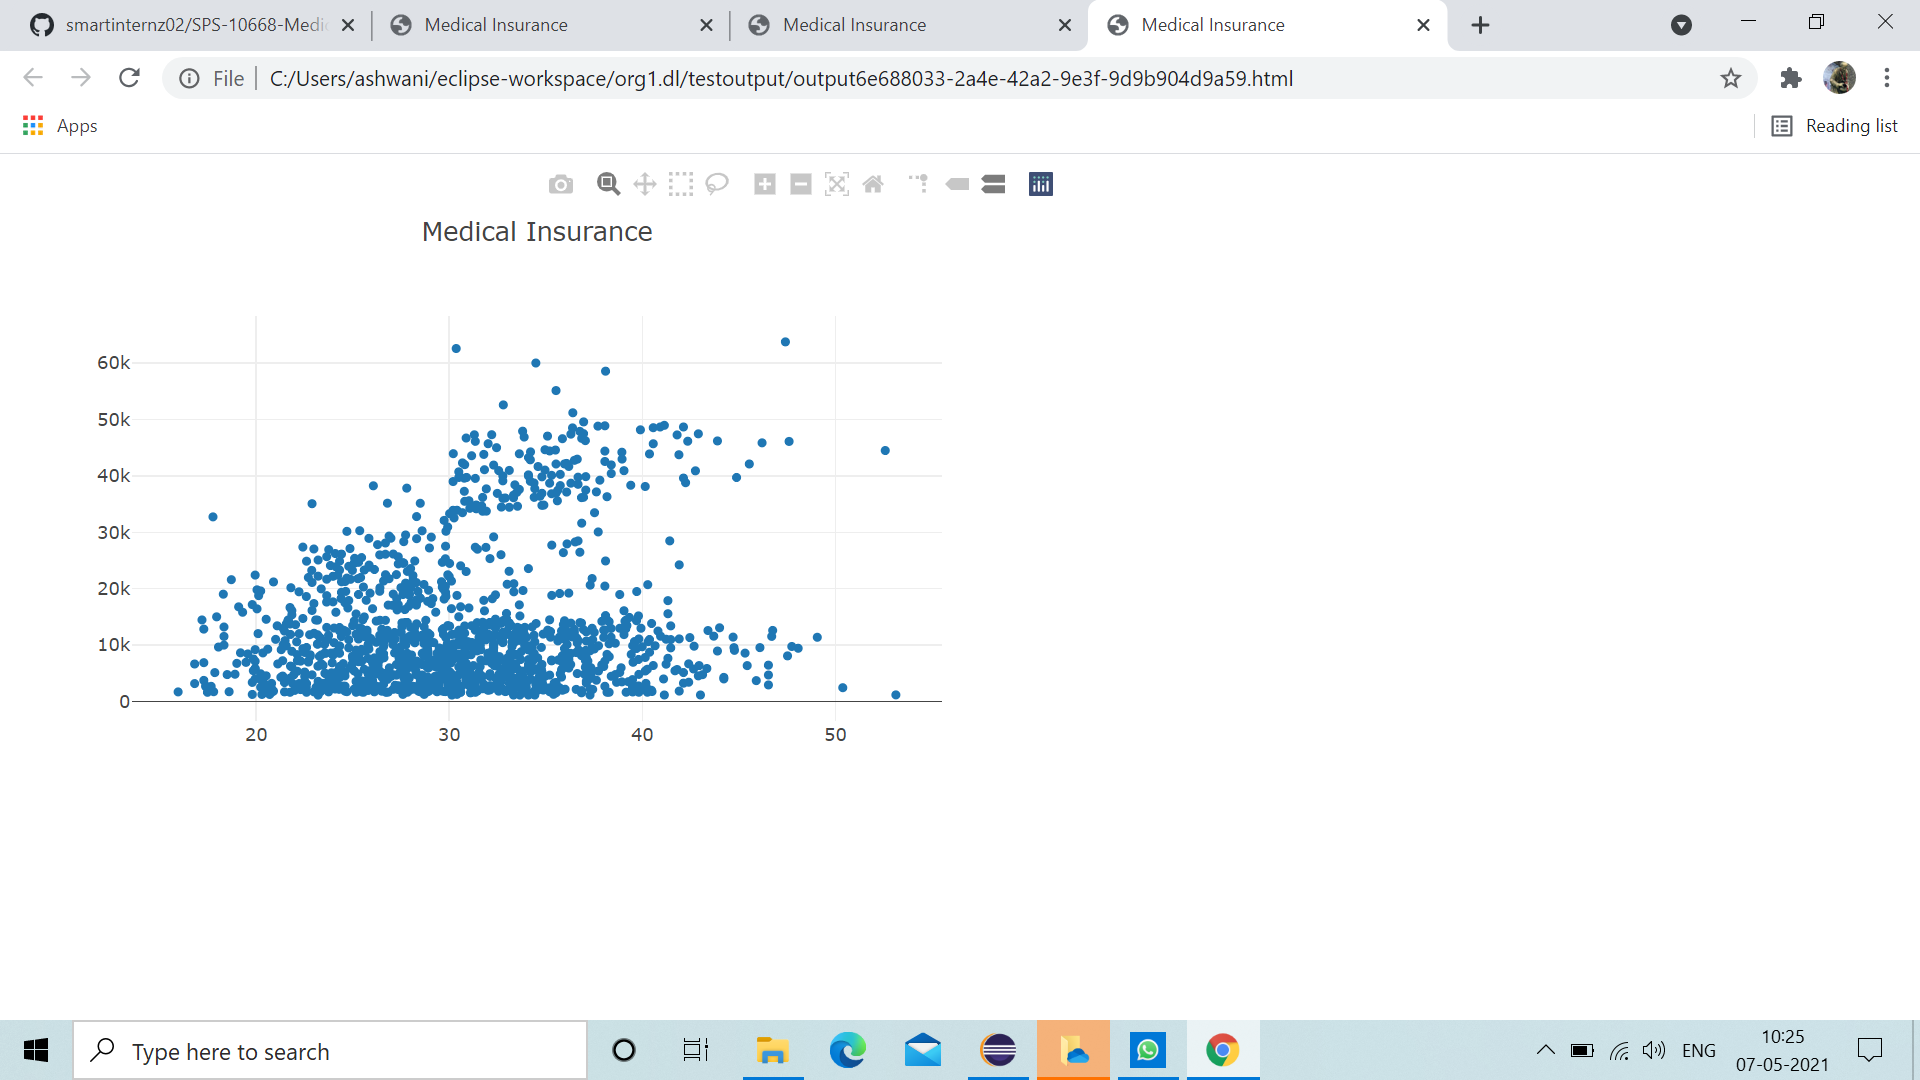 smartinternz02/SPS-10668-Medi
Medical Insurance
Medical Insurance
Medical Insurance
File
C:/Users/ashwani/eclipse-workspace/org1.dl/testoutput/output6e688033-2a4e-42a2-9e3f-9d9b904d9a59.html
Apps
Reading list
Medical Insurance
60k
50k
40k
30k
20k
10k
0
20 30 40 50
Type here to search
ENG
10:25
07-05-2021